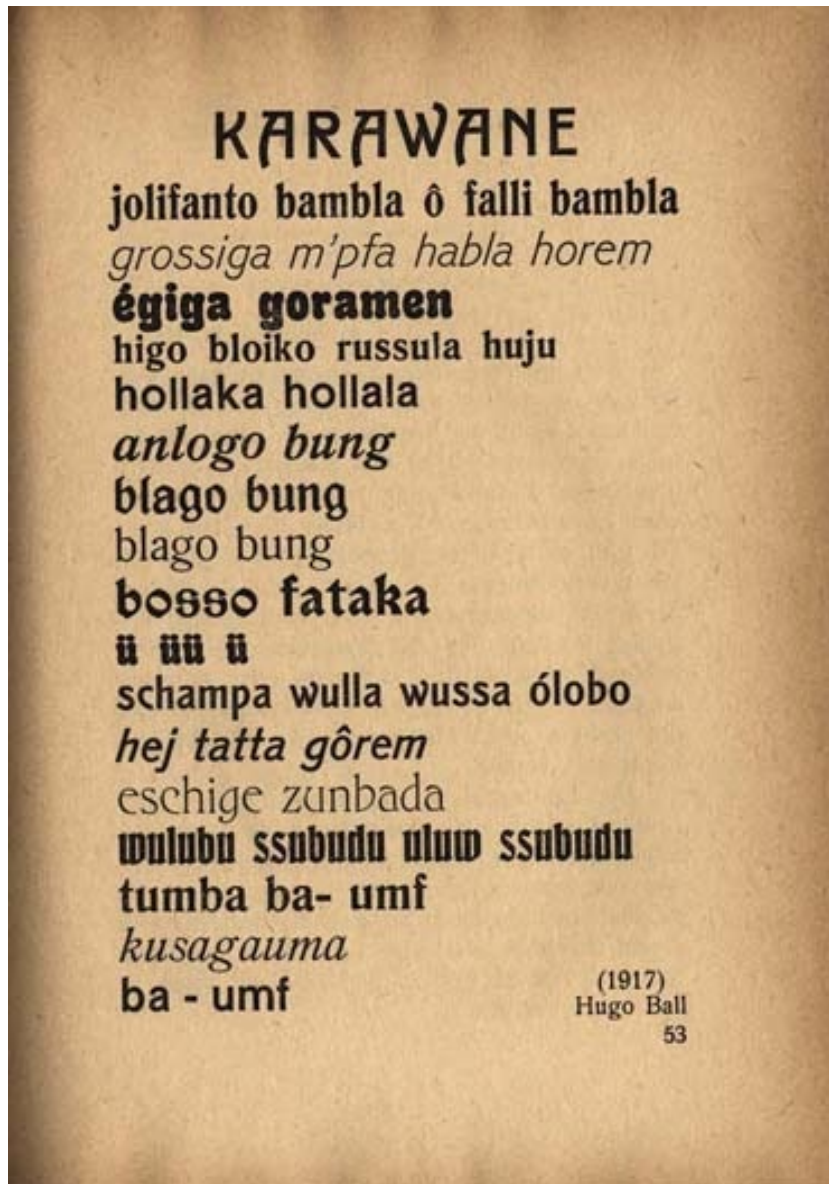 KARAWANE
jolifanto bambla ô falli bambla
grossiga m'pfa habla horem
égiga goramen
higo bloiko russula huju
hollaka hollala
anlogo bung
blago bung
blago bung
bosso fataka
ü üü ü
schampa wulla wussa ólobo
hej tatta gôrem
eschige zunbada
wulubu ssubudu uluw ssubudu
tumba ba- umf
kusagauma
ba - umf
(1917)
Hugo Ball
53